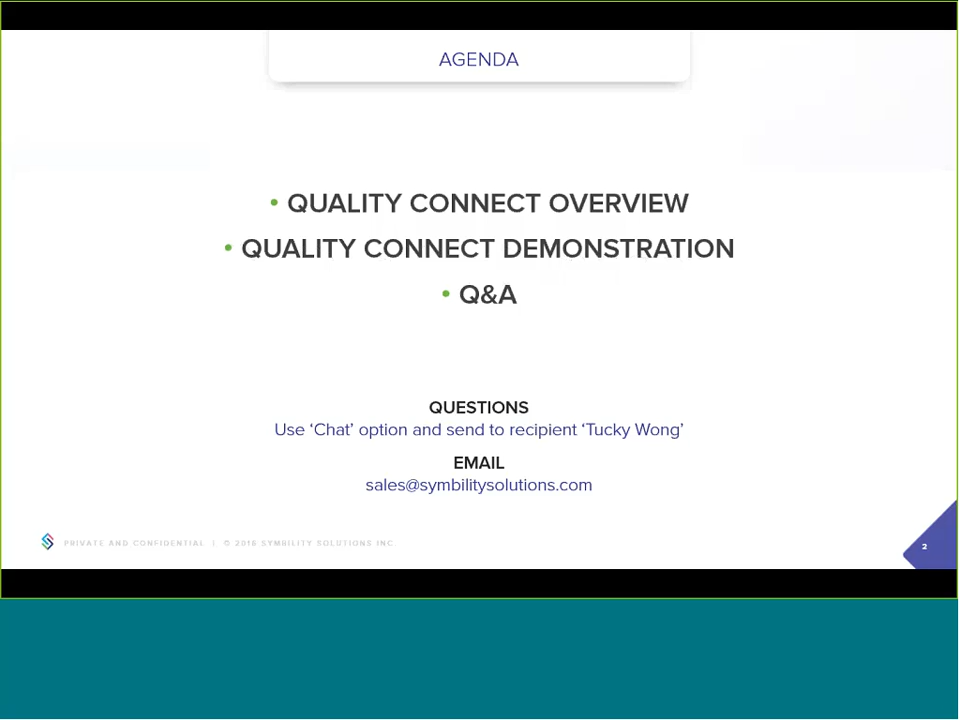 AGENDA
• QUALITY CONNECT OVERVIEW
• QUALITY CONNECT DEMONSTRATION
• Q&A
QUESTIONS
Use ‘Chat’ option and send to recipient ‘Tucky Wong’
EMAIL
sales@symbilitysolutions.com
PRIVATE AND CONFIDENTIAL | © 2016 SYMBILITY SOLUTIONS INC.
2